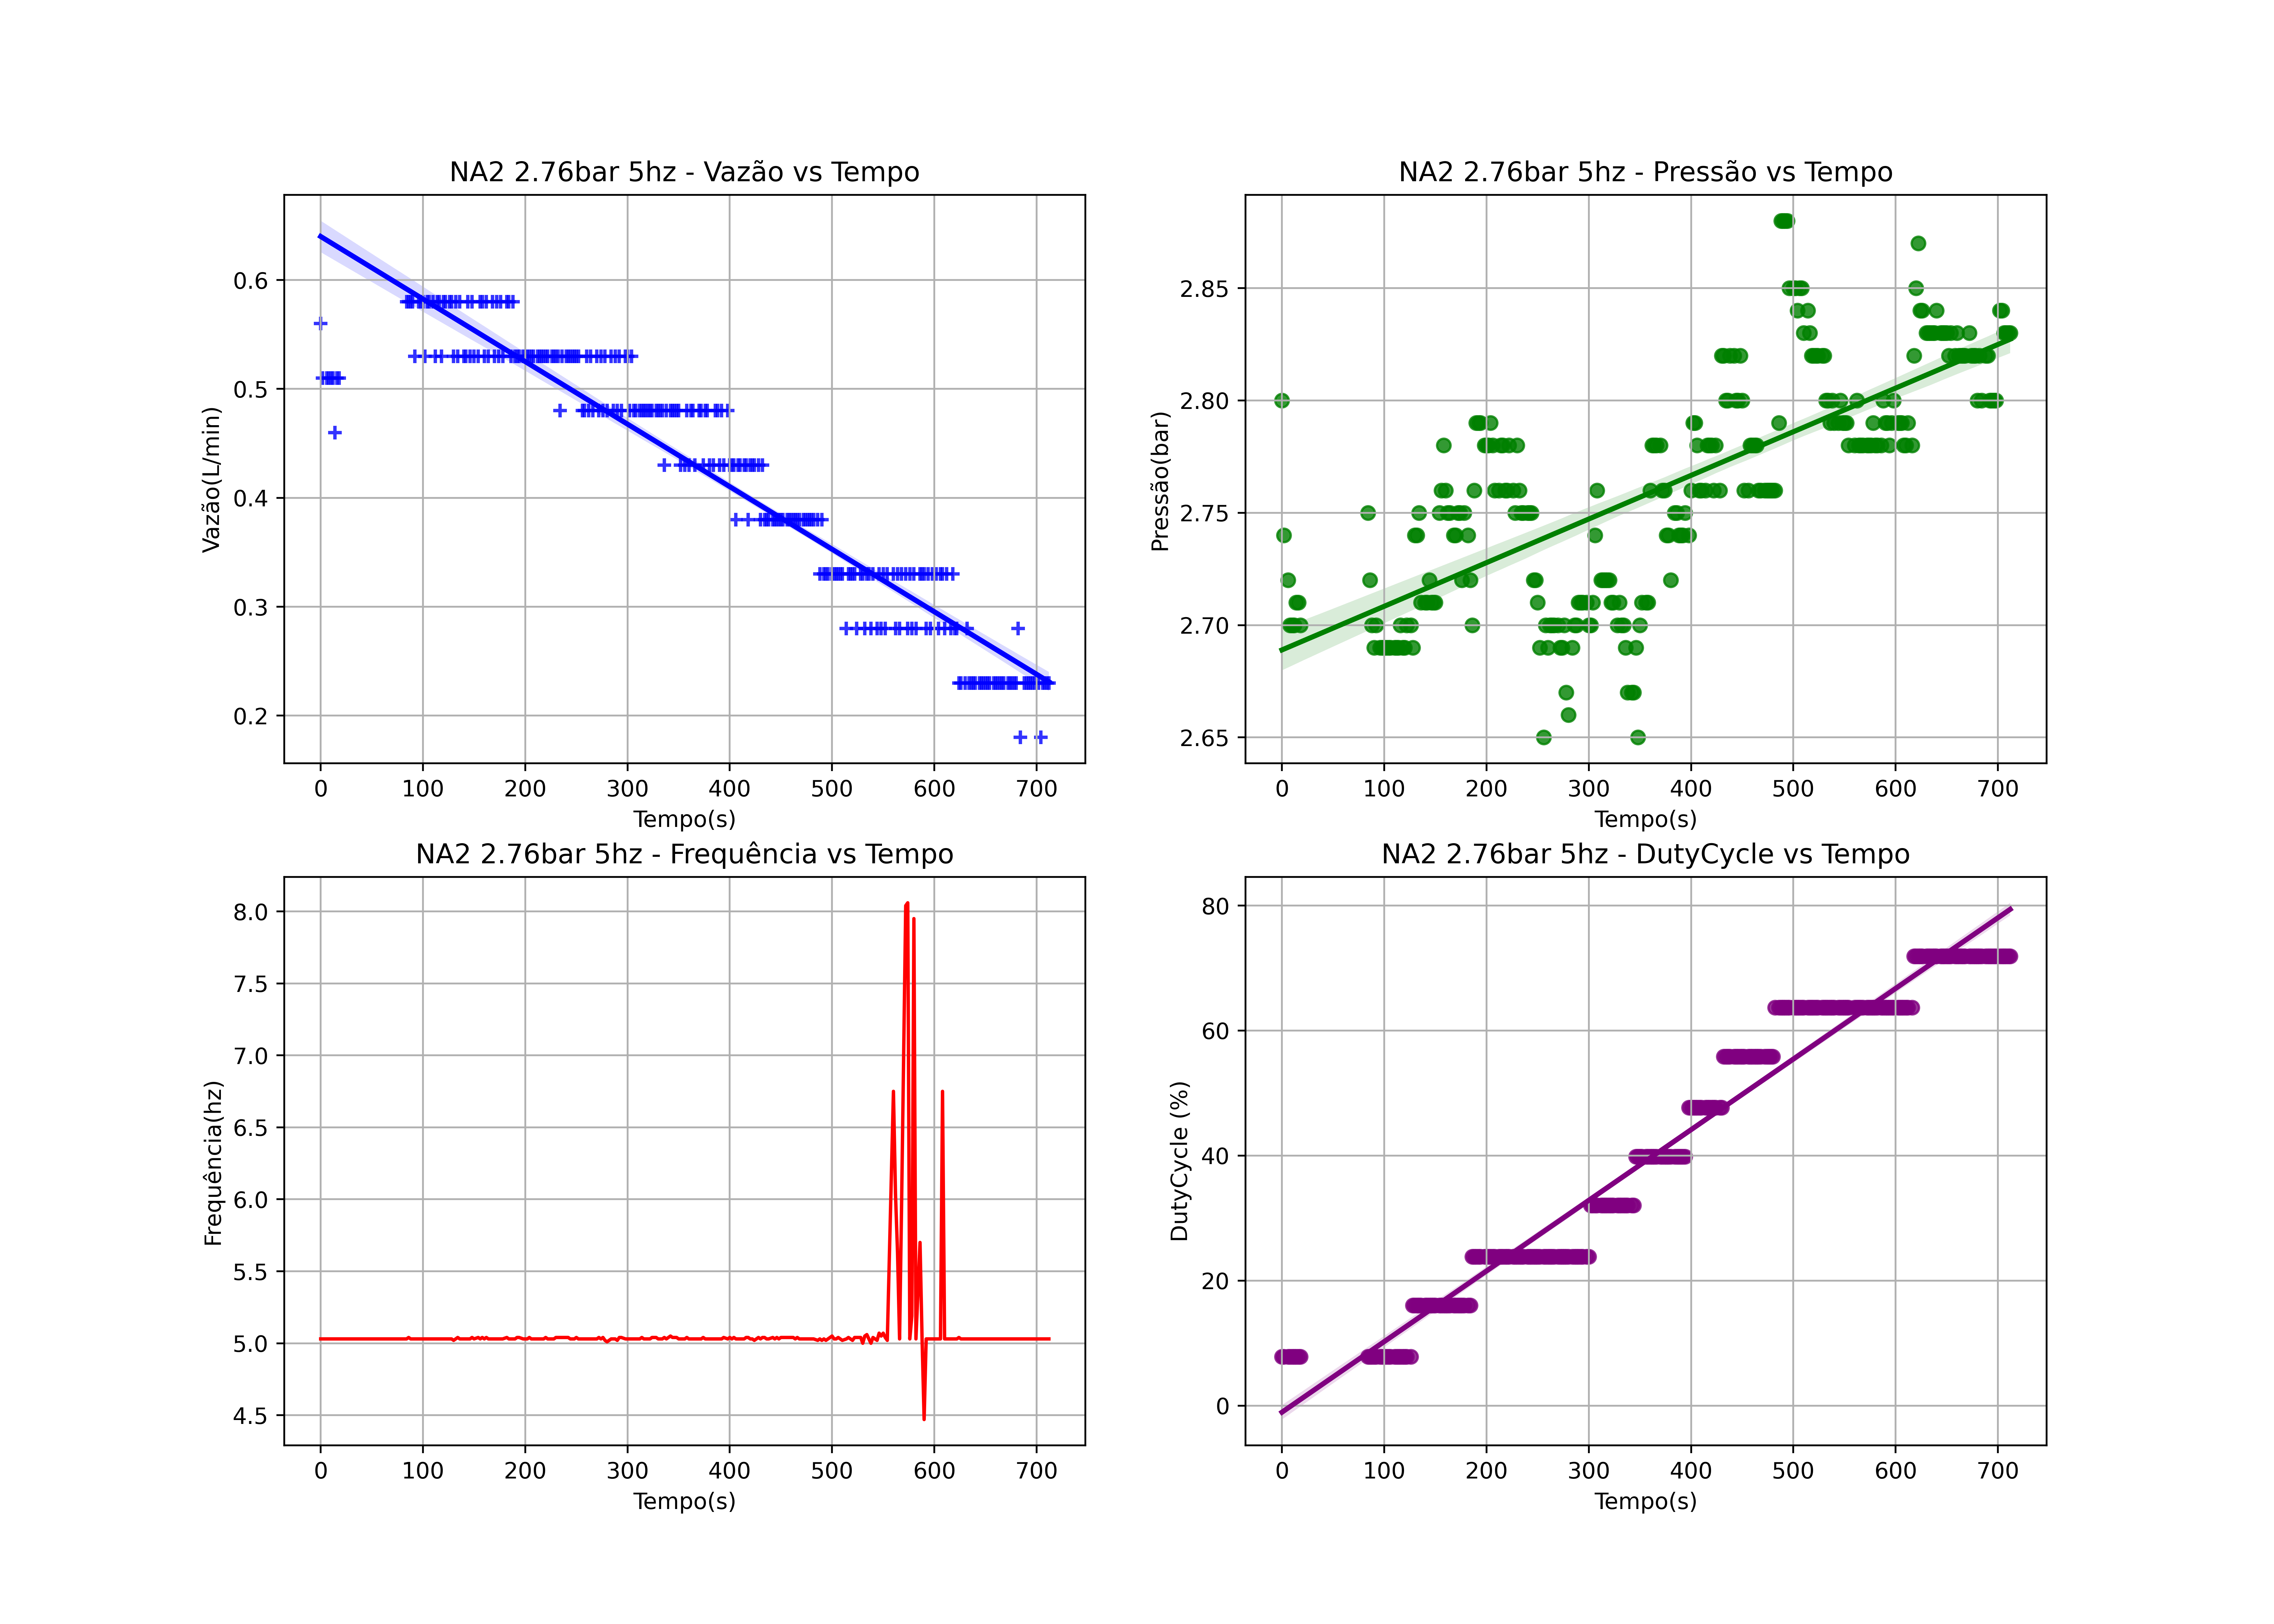 NA2 2.76bar 5hz - Vazão vs Tempo
Vazão(L/min)
0.6
0.5
0.4
0.3
0.2
0 100 200 300 400 500 600 700
Tempo(s)
NA2 2.76bar 5hz - Pressão vs Tempo
Pressão(bar)
2.85
2.80
2.75
2.70
2.65
0 100 200 300 400 500 600 700
Tempo(s)
NA2 2.76bar 5hz - Frequência vs Tempo
Frequência(hz)
8.0
7.5
7.0
6.5
6.0
5.5
5.0
4.5
0 100 200 300 400 500 600 700
Tempo(s)
NA2 2.76bar 5hz - DutyCycle vs Tempo
DutyCycle (%)
80
60
40
20
0
0 100 200 300 400 500 600 700
Tempo(s)